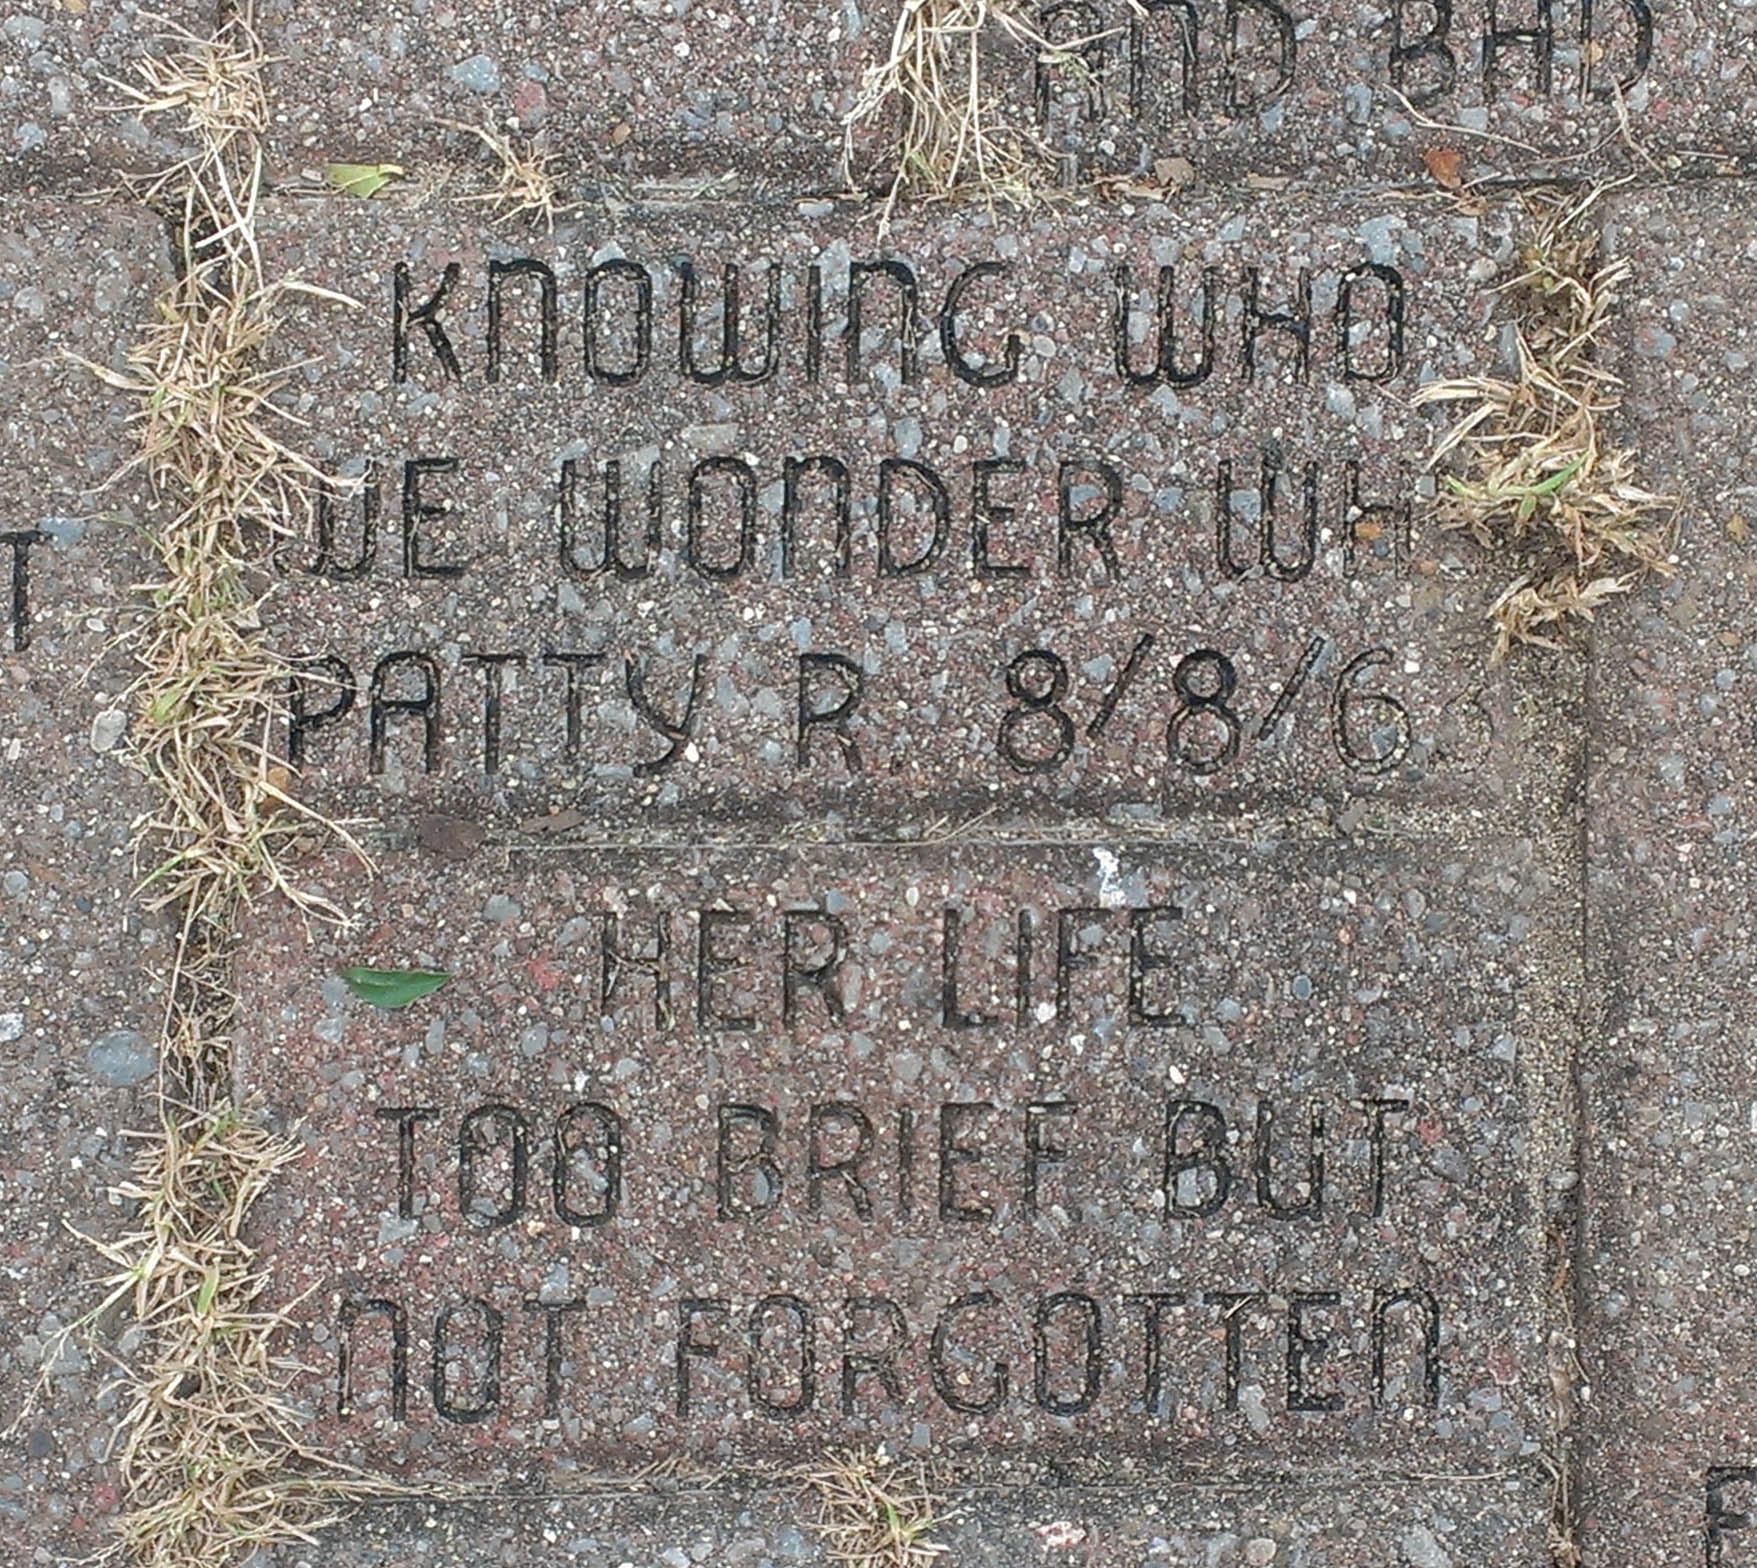 AND BHD
KNOWING WHO
WE WONDER WH
T
PATTY R. 8/8/6
HER LIFE
TOO BRIEF BUT
NOT FORGOTTEN